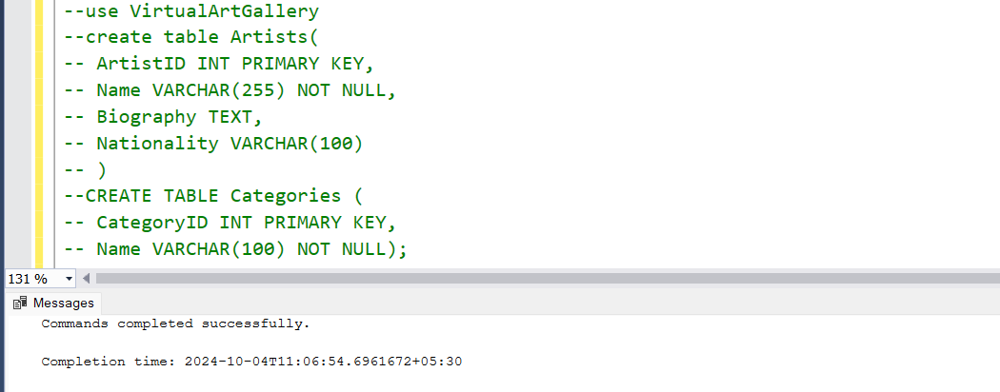 --use VirtualArtGallery
--create table Artists(
-- ArtistID INT PRIMARY KEY,
-- Name VARCHAR(255) NOT NULL,
-- Biography TEXT,
-- Nationality VARCHAR(100)
-- )
--CREATE TABLE Categories (
-- CategoryID INT PRIMARY KEY,
-- Name VARCHAR(100) NOT NULL);
131 %
Messages
Commands completed successfully.
Completion time: 2024-10-04T11:06:54.6961672+05:30